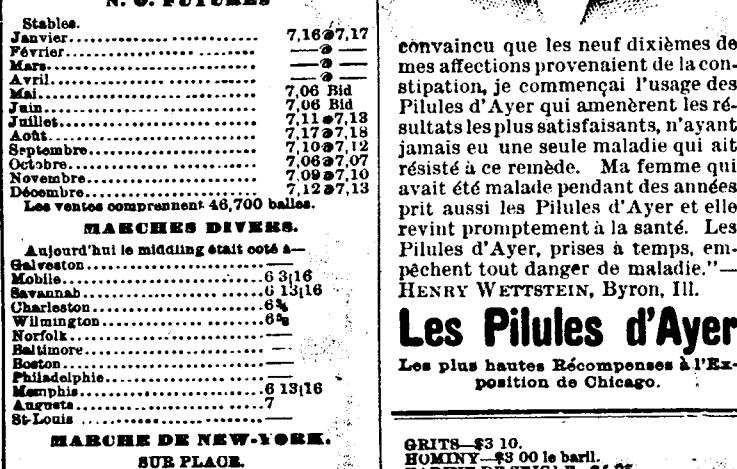 N. O. FUTURES
Stables.
Janvier............................ 7,16@7,17
Février............................ —@—
Mars............................ —@—
Avril............................ —@—
Mai............................ 7,06 Bid
Juin............................ 7,06 Bid
Juillet............................ 7,11@7,13
Août............................ 7,17@7,18
Septembre............................ 7,10@7,12
Octobre............................ 7,06@7,07
Novembre............................ 7,09@7,10
Décembre............................ 7,12@7,13
Les ventes comprennent 46,700 balles.
MARCHES DIVERS.
Aujourd'hui le middling était coté à—
Galveston............................—
Mobile............................6 3|16
Savannah............................6 13|16
Charleston............................6¾
Wilmington............................6
Norfolk............................—
Baltimore............................—
Boston............................—
Philadelphie............................—
Memphis............................6 13|16
Augusta............................7
St-Louis............................—
MARCHE DE NEW-YORK.
SUR PLACE.
convaincu que les neuf dixièmes de
mes affections provenaient de la con-
stipation, je commençai l'usage des
Pilules d'Ayer qui amenèrent les ré-
sultats les plus satisfaisants, n'ayant
jamais eu une seule maladie qui ait
résisté à ce remède. Ma femme qui
avait été malade pendant des années
prit aussi les Pilules d'Ayer et elle
revint promptement à la santé. Les
Pilules d'Ayer, prises à temps, em-
pêchent tout danger de maladie."—
HENRY WETTSTEIN, Byron, Ill.
Les Pilules d'Ayer
Les plus hautes Récompenses à l'Ex-
position de Chicago.
GRITS—$3 10.
HOMINY—$3 00 le baril.